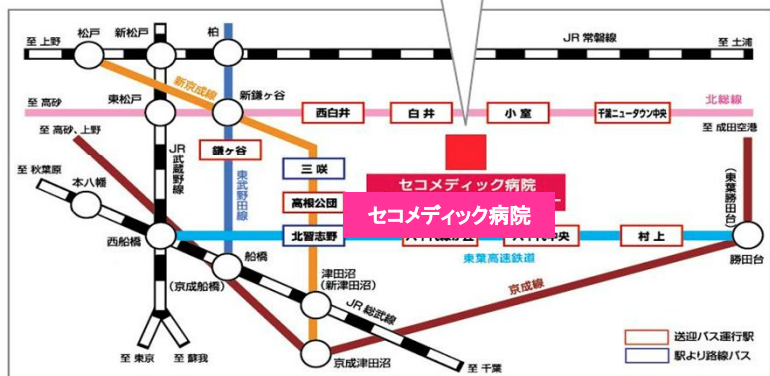 松戸
新松戸
柏
JR 常磐線
至 上野
至 土浦
新京成線
新鎌ヶ谷
至 高砂
東松戸
西白井
白 井
小 室
千葉ニュータウン中央
北総線
至 高砂、上野
至 成田空港
鎌ヶ谷
三 咲
JR 武蔵野線
東武野田線
至 秋葉原
本八幡
高根公団
セコメディック病院
セコメディック病院
(東葉勝田台)
北習志野
八千代中央
村 上
西船橋
船橋
(京成船橋)
東葉高速鉄道
勝田台
津田沼
(新津田沼)
JR 総武線
京成線
送迎バス運行駅
駅より路線バス
至 東京
至 蘇我
京成津田沼
至 千葉